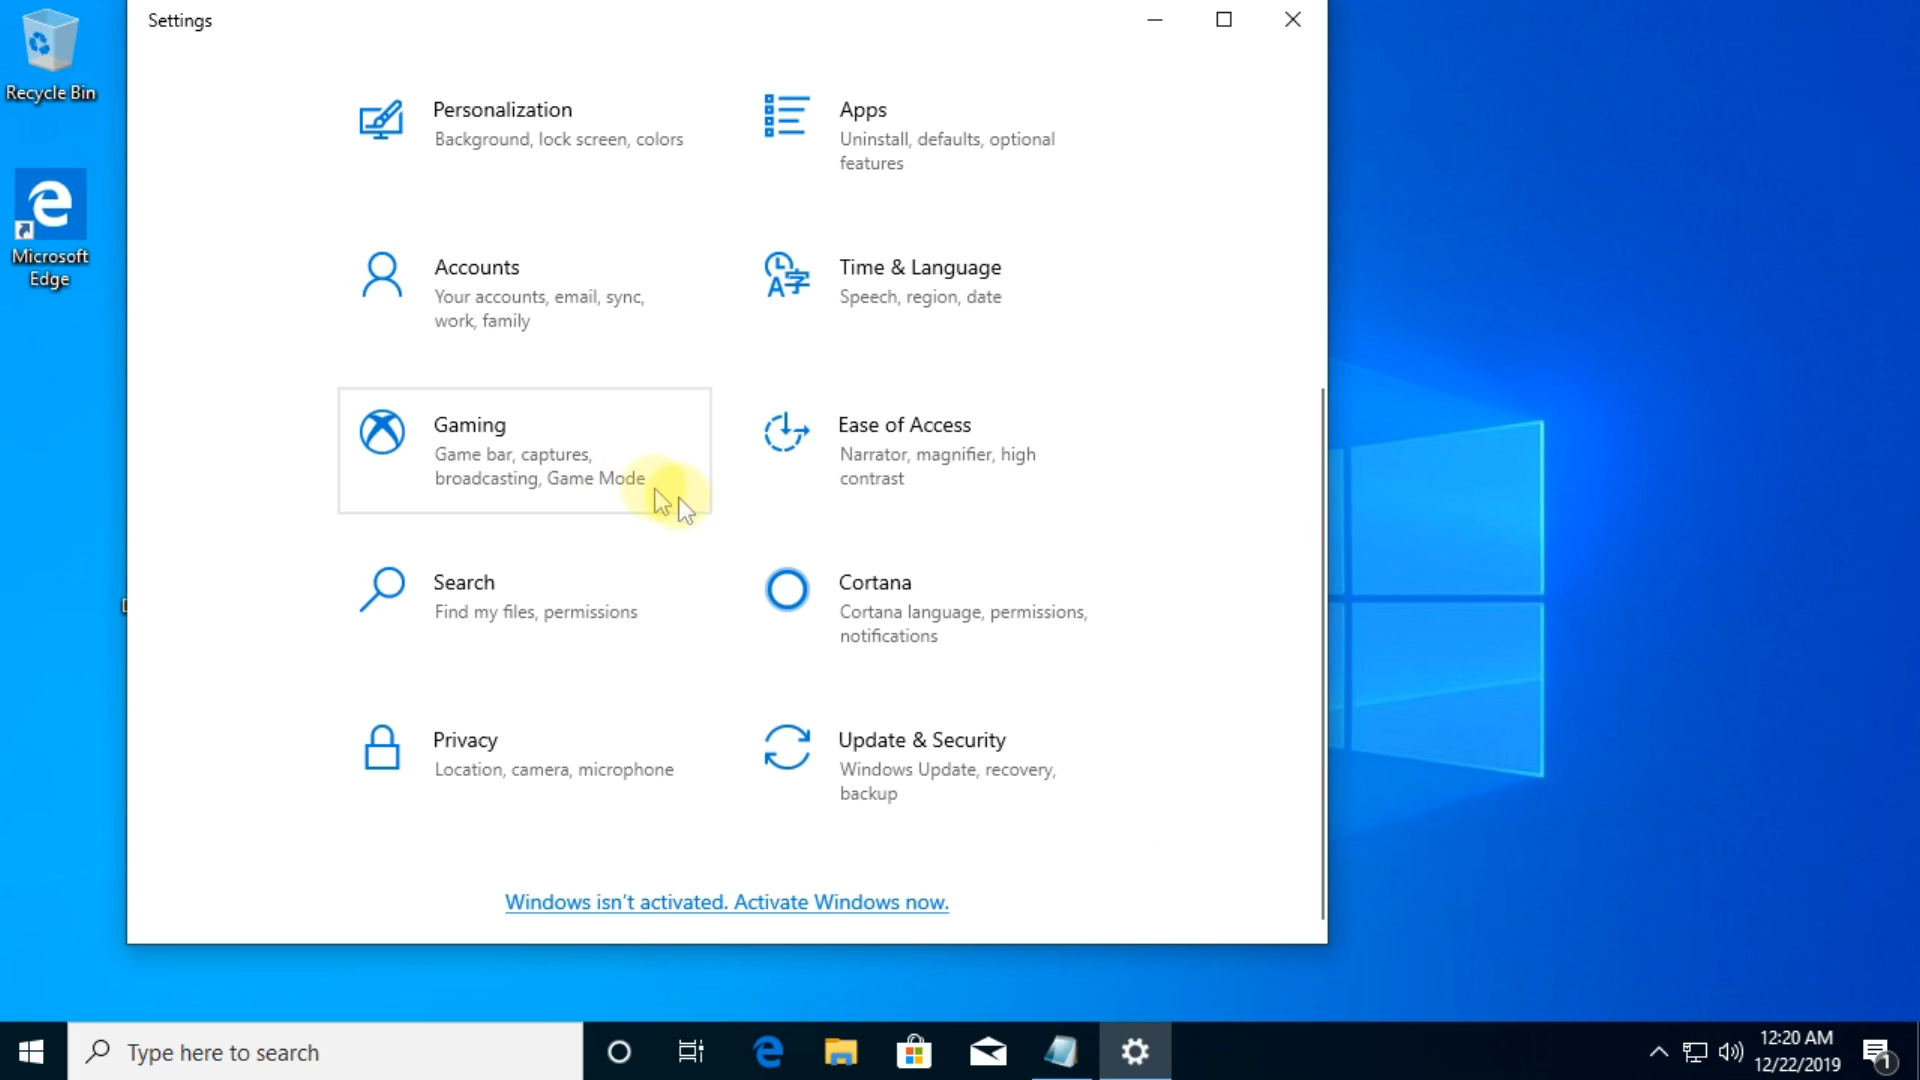 Settings
Recycle Bin
Microsoft
Edge
Personalization
Background, lock screen, colors
Apps
Uninstall, defaults, optional
features
Accounts
Your accounts, email, sync,
work, family
Time & Language
Speech, region, date
Gaming
Game bar, captures,
broadcasting, Game Mode
Ease of Access
Narrator, magnifier, high
contrast
Search
Find my files, permissions
Cortana
Cortana language, permissions,
notifications
Privacy
Location, camera, microphone
Update & Security
Windows Update, recovery,
backup
Windows isn't activated. Activate Windows now.
Type here to search
12:20 AM
12/22/2019
1